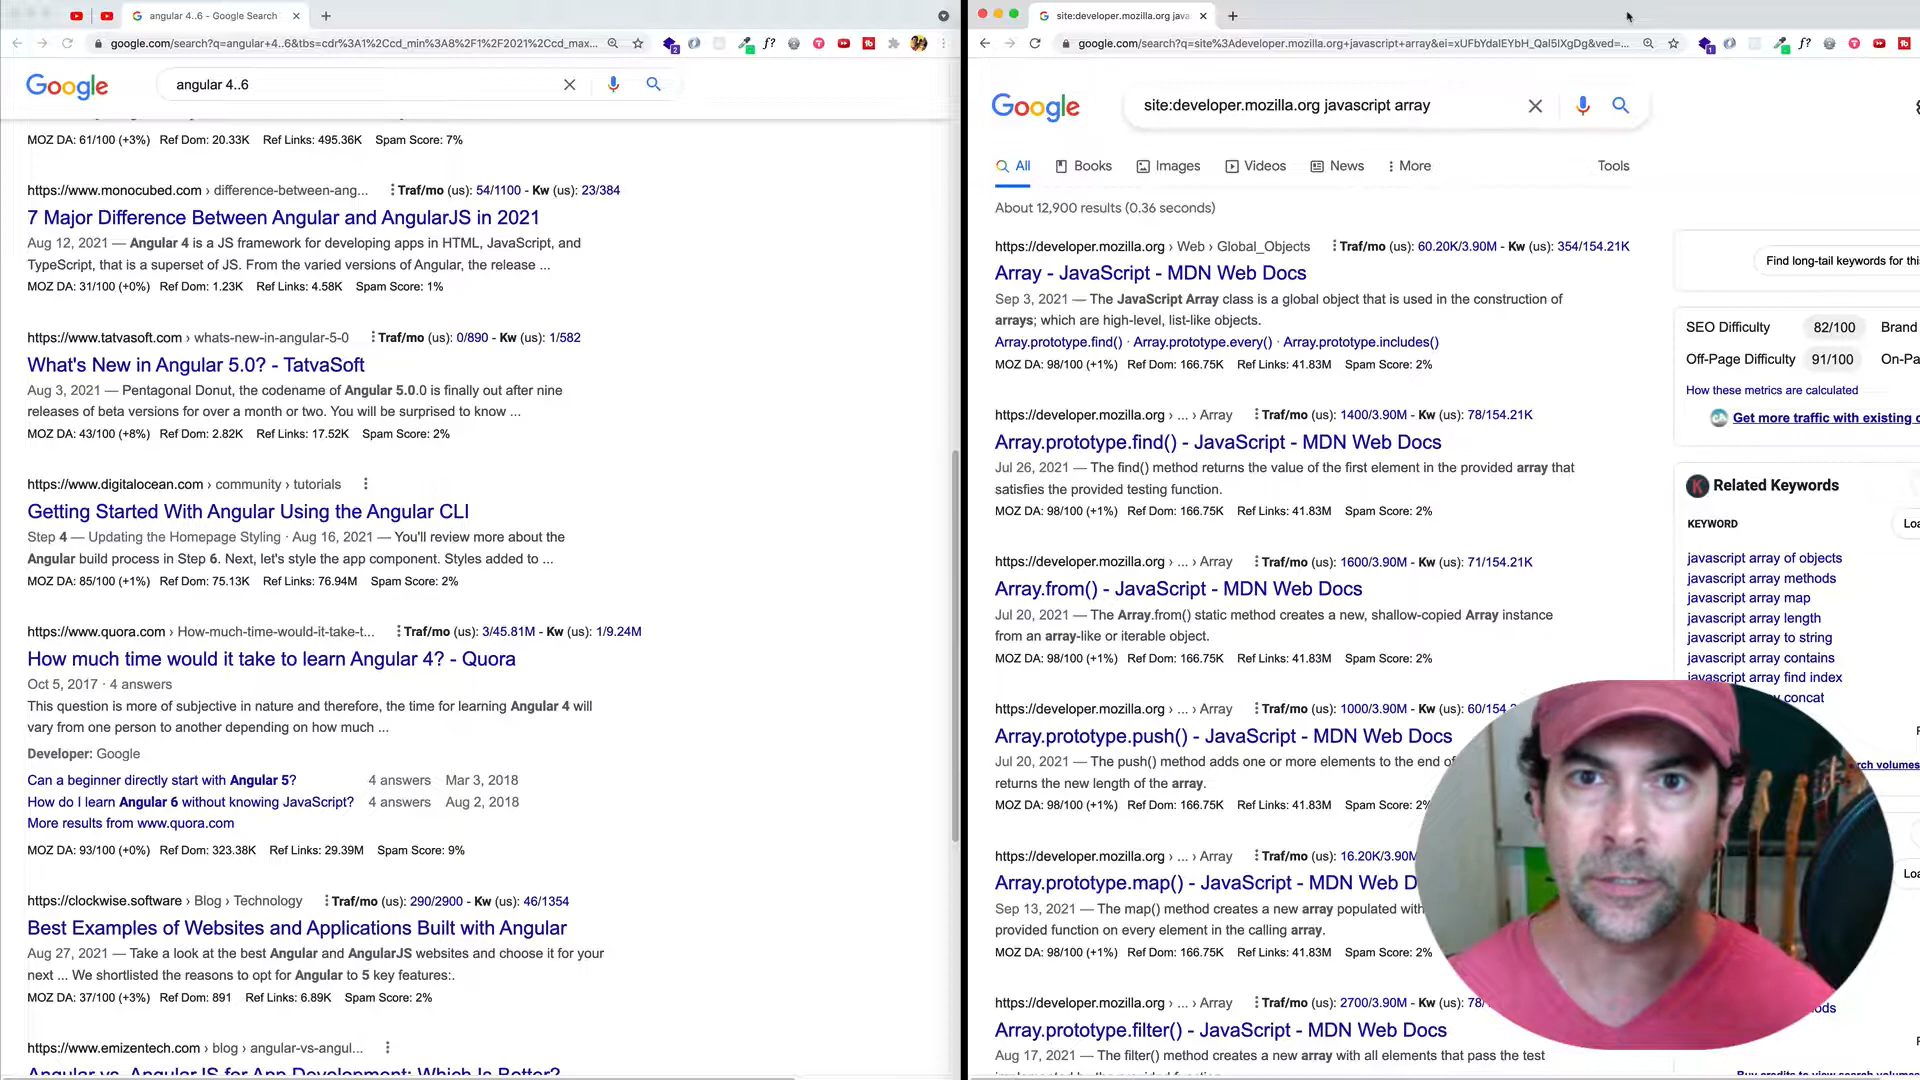 angular 4..6 - Google Search
google.com/search?q=angular+4..6&tbs=cdr%3A1%2Ccd_min%3A8%2F1%2F2021%2Ccd_max...
Google
angular 4..6
MOZ DA: 61/100 (+3%) Ref Dom: 20.33K Ref Links: 495.36K Spam Score: 7%
https://www.monocubed.com › difference-between-ang... Traf/mo (us): 54/1100 - Kw (us): 23/384
7 Major Difference Between Angular and AngularJS in 2021
Aug 12, 2021 — Angular 4 is a JS framework for developing apps in HTML, JavaScript, and
TypeScript, that is a superset of JS. From the varied versions of Angular, the release ...
MOZ DA: 31/100 (+0%) Ref Dom: 1.23K Ref Links: 4.58K Spam Score: 1%
https://www.tatvasoft.com › whats-new-in-angular-5-0 Traf/mo (us): 0/890 - Kw (us): 1/582
What's New in Angular 5.0? - TatvaSoft
Aug 3, 2021 — Pentagonal Donut, the codename of Angular 5.0.0 is finally out after nine
releases of beta versions for over a month or two. You will be surprised to know ...
MOZ DA: 43/100 (+8%) Ref Dom: 2.82K Ref Links: 17.52K Spam Score: 2%
https://www.digitalocean.com › community › tutorials
Getting Started With Angular Using the Angular CLI
Step 4 — Updating the Homepage Styling · Aug 16, 2021 — You'll review more about the
Angular build process in Step 6. Next, let's style the app component. Styles added to ...
MOZ DA: 85/100 (+1%) Ref Dom: 75.13K Ref Links: 76.94M Spam Score: 2%
https://www.quora.com › How-much-time-would-it-take-t... Traf/mo (us): 3/45.81M - Kw (us): 1/9.24M
How much time would it take to learn Angular 4? - Quora
Oct 5, 2017 · 4 answers
This question is more of subjective in nature and therefore, the time for learning Angular 4 will
vary from one person to another depending on how much ...
Developer: Google
Can a beginner directly start with Angular 5? 4 answers Mar 3, 2018
How do I learn Angular 6 without knowing JavaScript? 4 answers Aug 2, 2018
More results from www.quora.com
MOZ DA: 93/100 (+0%) Ref Dom: 323.38K Ref Links: 29.39M Spam Score: 9%
https://clockwise.software › Blog › Technology Traf/mo (us): 290/2900 - Kw (us): 46/1354
Best Examples of Websites and Applications Built with Angular
Aug 27, 2021 — Take a look at the best Angular and AngularJS websites and choose it for your
next ... We shortlisted the reasons to opt for Angular to 5 key features:.
MOZ DA: 37/100 (+3%) Ref Dom: 891 Ref Links: 6.89K Spam Score: 2%
https://www.emizentech.com › blog › angular-vs-angul...
Angular vs. AngularJS for App Development: Which Is Better?
site:developer.mozilla.org java
google.com/search?q=site%3Adeveloper.mozilla.org+javascript+array&ei=xUFbYdaIEYbH_QaI5IXgDg&ved=...
Google
site:developer.mozilla.org javascript array
All Books Images Videos News More Tools
About 12,900 results (0.36 seconds)
https://developer.mozilla.org › Web › Global_Objects Traf/mo (us): 60.20K/3.90M - Kw (us): 354/154.21K
Array - JavaScript - MDN Web Docs
Sep 3, 2021 — The JavaScript Array class is a global object that is used in the construction of
arrays; which are high-level, list-like objects.
Array.prototype.find() · Array.prototype.every() · Array.prototype.includes()
MOZ DA: 98/100 (+1%) Ref Dom: 166.75K Ref Links: 41.83M Spam Score: 2%
https://developer.mozilla.org › ... › Array Traf/mo (us): 1400/3.90M - Kw (us): 78/154.21K
Array.prototype.find() - JavaScript - MDN Web Docs
Jul 26, 2021 — The find() method returns the value of the first element in the provided array that
satisfies the provided testing function.
MOZ DA: 98/100 (+1%) Ref Dom: 166.75K Ref Links: 41.83M Spam Score: 2%
https://developer.mozilla.org › ... › Array Traf/mo (us): 1600/3.90M - Kw (us): 71/154.21K
Array.from() - JavaScript - MDN Web Docs
Jul 20, 2021 — The Array.from() static method creates a new, shallow-copied Array instance
from an array-like or iterable object.
MOZ DA: 98/100 (+1%) Ref Dom: 166.75K Ref Links: 41.83M Spam Score: 2%
https://developer.mozilla.org › ... › Array Traf/mo (us): 1000/3.90M - Kw (us): 60/154.2
Array.prototype.push() - JavaScript - MDN Web Docs
Jul 20, 2021 — The push() method adds one or more elements to the end of
returns the new length of the array.
MOZ DA: 98/100 (+1%) Ref Dom: 166.75K Ref Links: 41.83M Spam Score: 2%
https://developer.mozilla.org › ... › Array Traf/mo (us): 16.20K/3.90M
Array.prototype.map() - JavaScript - MDN Web D
Sep 13, 2021 — The map() method creates a new array populated with
provided function on every element in the calling array.
MOZ DA: 98/100 (+1%) Ref Dom: 166.75K Ref Links: 41.83M Spam Score: 2%
https://developer.mozilla.org › ... › Array Traf/mo (us): 2700/3.90M - Kw (us): 78/
Array.prototype.filter() - JavaScript - MDN Web Docs
Aug 17, 2021 — The filter() method creates a new array with all elements that pass the test
Find long-tail keywords for thi
SEO Difficulty 82/100 Brand
Off-Page Difficulty 91/100 On-Pa
How these metrics are calculated
Get more traffic with existing c
Related Keywords
KEYWORD Loa
javascript array of objects
javascript array methods
javascript array map
javascript array length
javascript array to string
javascript array contains
javascript array find index
concat
rch volumes
Loa
ods
Buy credits to view search volumes